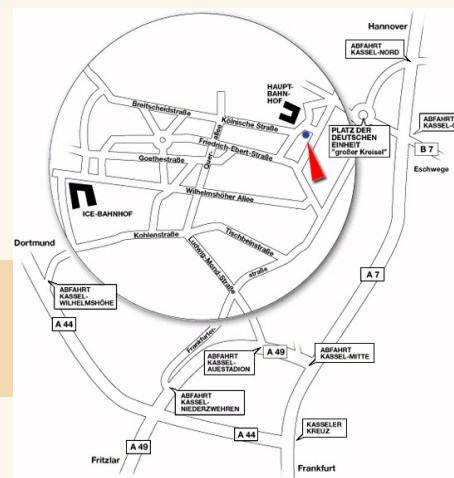 Hannover
ABFAHRT
KASSEL-NORD
HAUPT-
BAHN-
HOF
Breitscheidstraße
Kölnische Straße
ABFAHRT
PLATZ DER
DEUTSCHEN
EINHEIT
"großer Kreisel"
Friedrich-Ebert-Straße
B 7
Goethestraße
Eschwege
Wilhelmshöher Allee
ICE-BAHNHOF
Kohlenstraße
Tischbeinstraße
Dortmund
Ludwig-Mond-Straße
straße
A 7
ABFAHRT
KASSEL-
WILHELMSHÖHE
A 44
Frankfurter-
ABFAHRT
KASSEL-
AUESTADION
A 49
ABFAHRT
KASSEL-MITTE
ABFAHRT
KASSEL-
NIEDERZWEHREN
KASSELER
KREUZ
A 44
A 49
Fritzlar
Frankfurt